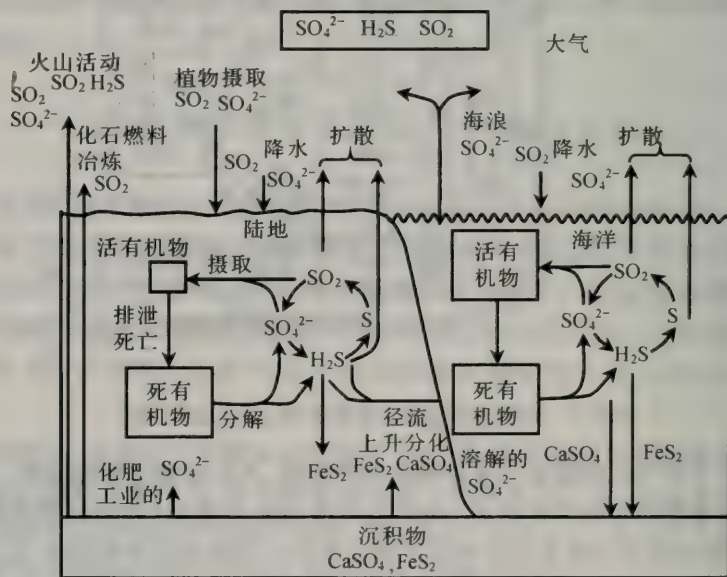 SO₄²⁻ H₂S SO₂
大气
火山活动
SO₂ H₂S
SO₂
SO₄²⁻
植物摄取
SO₂ SO₄²⁻
化石燃料
冶炼
SO₂
SO₂
降水
SO₄²⁻
扩散
海浪
SO₄²⁻
SO₂
降水
扩散
SO₄²⁻
陆地
海洋
活有机物
摄取
SO₂
SO₄²⁻
S
H₂S
排泄
死亡
死有
机物
分解
FeS₂
径流
上升分化
FeS₂ CaSO₄
化肥
工业的
SO₄²⁻
溶解的
SO₄²⁻
活有
机物
SO₂
SO₄²⁻
S
H₂S
死有
机物
CaSO₄
FeS₂
沉积物
CaSO₄,FeS₂